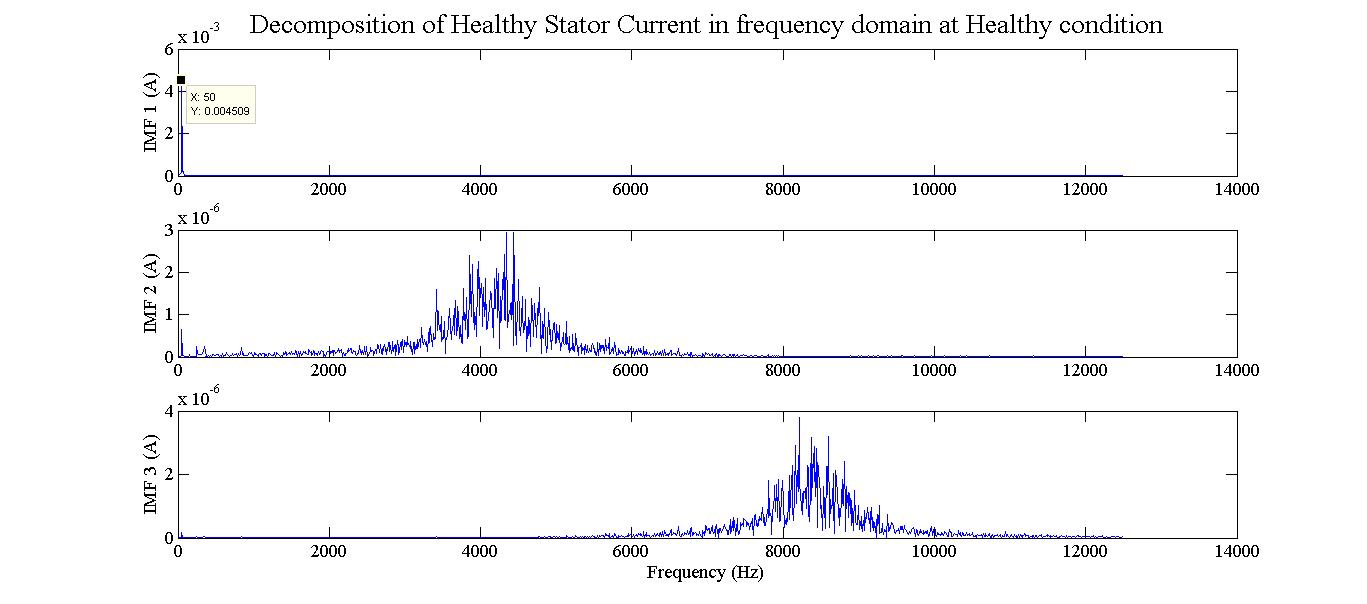 Decomposition of Healthy Stator Current in frequency domain at Healthy condition
x 10^-3
6
4
2
0
IMF 1 (A)
X: 50
Y: 0.004509
0 2000 4000 6000 8000 10000 12000 14000
x 10^-6
3
2
1
0
IMF 2 (A)
0 2000 4000 6000 8000 10000 12000 14000
x 10^-6
4
2
0
IMF 3 (A)
0 2000 4000 6000 8000 10000 12000 14000
Frequency (Hz)